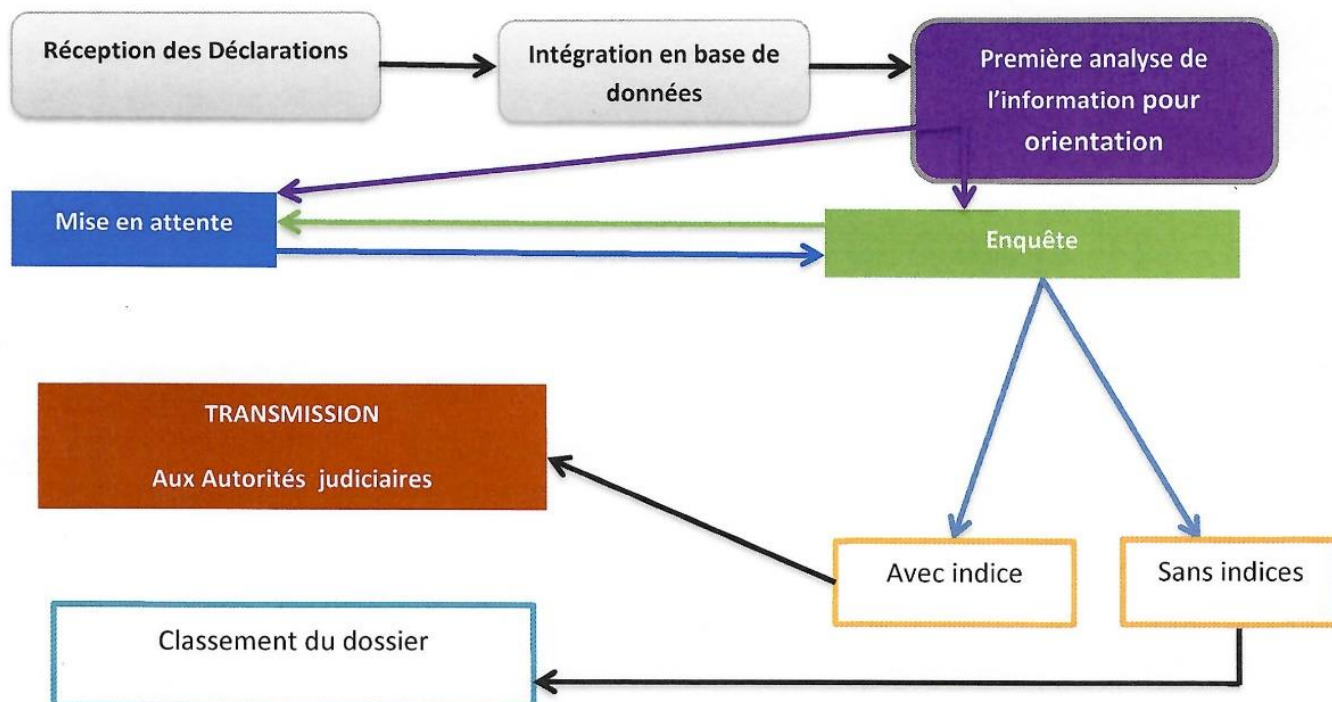 Réception des Déclarations
Intégration en base de
données
Première analyse de
l'information pour
orientation
Mise en attente
Enquête
TRANSMISSION
Aux Autorités judiciaires
Avec indice
Sans indices
Classement du dossier